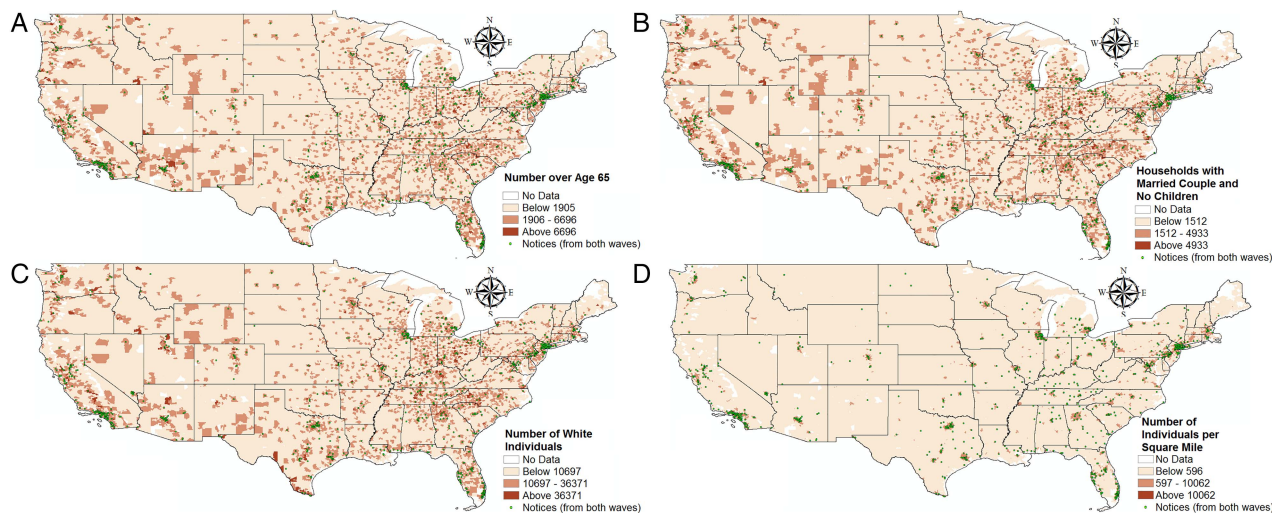 A
N
W E
S
Number over Age 65
No Data
Below 1905
1906 - 6696
Above 6696
Notices (from both waves)
B
N
W E
S
Households with
Married Couple and
No Children
No Data
Below 1512
1512 - 4933
Above 4933
Notices (from both waves)
C
N
W E
S
Number of White
Individuals
No Data
Below 10697
10697 - 36371
Above 36371
Notices (from both waves)
D
N
W E
S
Number of
Individuals per
Square Mile
No Data
Below 596
597 - 10062
Above 10062
Notices (from both waves)